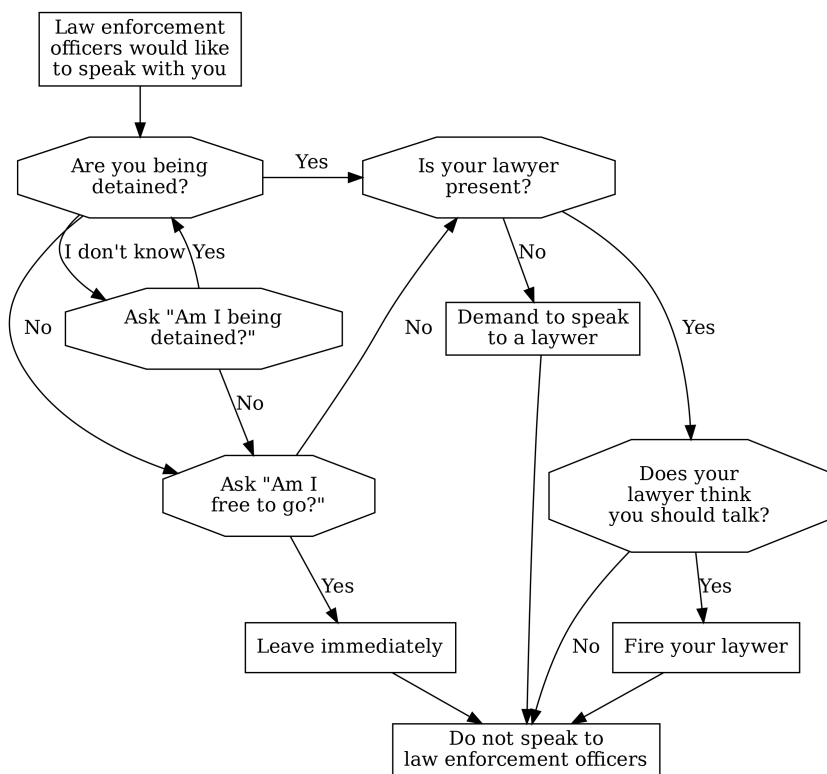 Law enforcement
officers would like
to speak with you
Are you being
detained?
Yes
Is your lawyer
present?
I don't know
Yes
No
No
Ask "Am I being
detained?"
No
Demand to speak
to a laywer
Yes
No
Ask "Am I
free to go?"
Does your
lawyer think
you should talk?
Yes
Yes
Leave immediately
No
Fire your laywer
Do not speak to
law enforcement officers